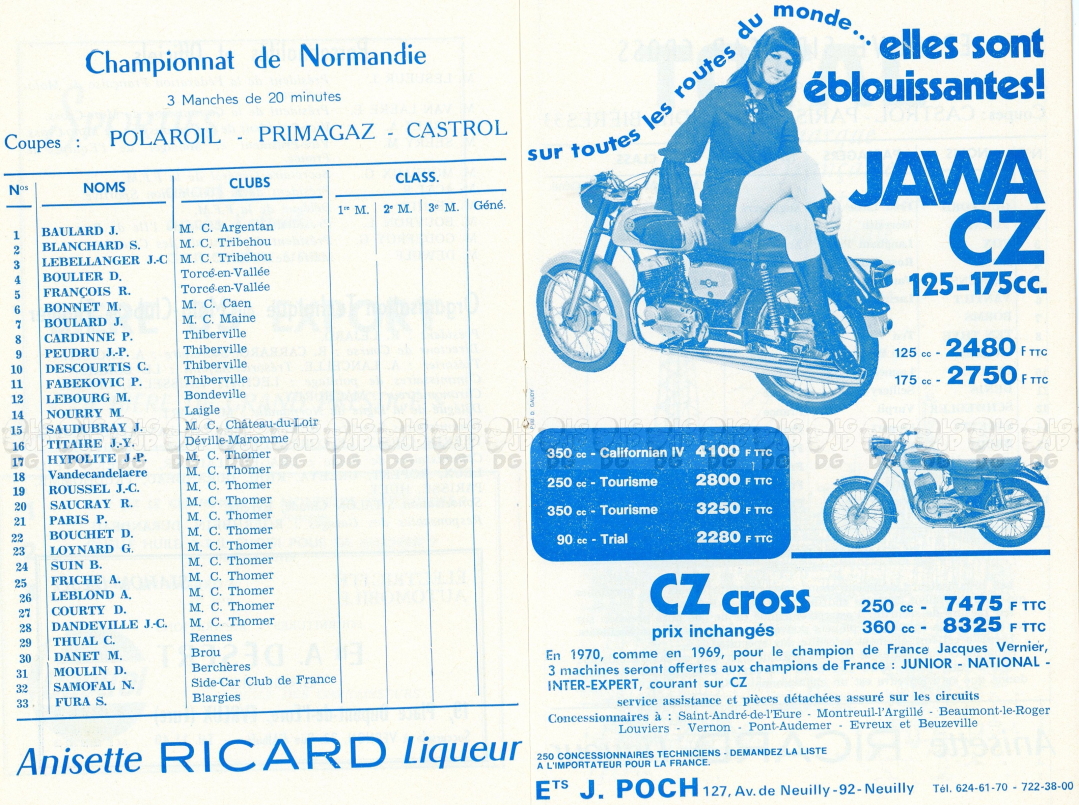 Championnat de Normandie
3 Manches de 20 minutes
Coupes : POLAROIL - PRIMAGAZ - CASTROL
Nos NOMS CLUBS CLASS.
1re M. 2e M. 3e M. Géné.
1 BAULARD J. M. C. Argentan
2 BLANCHARD S. M. C. Tribehou
3 LEBELLANGER J.-C M. C. Tribehou
4 BOULIER D. Torcé-en-Vallée
5 FRANÇOIS R. Torcé-en-Vallée
6 BONNET M. M. C. Caen
7 BOULARD J. M. C. Maine
8 CARDINNE P. Thiberville
9 PEUDRU J.-P. Thiberville
10 DESCOURTIS C. Thiberville
11 FABEKOVIC P. Thiberville
12 LEBOURG M. Bondeville
14 NOURRY M. Laigle
15 SAUDUBRAY J. M. C. Château-du-Loir
16 TITAIRE J.-Y. Déville-Maromme
17 HYPOLITE J-P. M. C. Thomer
18 Vandecandelaere M. C. Thomer
19 ROUSSEL J.-C. M. C. Thomer
20 SAUCRAY R. M. C. Thomer
21 PARIS P. M. C. Thomer
22 BOUCHET D. M. C. Thomer
23 LOYNARD G. M. C. Thomer
24 SUIN B. M. C. Thomer
25 FRICHE A. M. C. Thomer
26 LEBLOND A. M. C. Thomer
27 COURTY D. M. C. Thomer
28 DANDEVILLE J.-C. M. C. Thomer
29 THUAL C. Rennes
30 DANET M. Brou
31 MOULIN D. Berchères
32 SAMOFAL N. Side-Car Club de France
33 FURA S. Blargies
Anisette RICARD Liqueur
sur toutes les routes du monde... elles sont
éblouissantes!
JAWA
CZ
125-175cc.
125 cc - 2480 F TTC
175 cc - 2750 F TTC
350 cc - Californian IV 4100 F TTC
250 cc - Tourisme 2800 F TTC
350 cc - Tourisme 3250 F TTC
90 cc - Trial 2280 F TTC
CZ cross
prix inchangés
250 cc - 7475 F TTC
360 cc - 8325 F TTC
En 1970, comme en 1969, pour le champion de France Jacques Vernier,
3 machines seront offertes aux champions de France : JUNIOR - NATIONAL -
INTER-EXPERT, courant sur CZ
service assistance et pièces détachées assuré sur les circuits
Concessionnaires à : Saint-André-de-l'Eure - Montreuil-l'Argillé - Beaumont-le-Roger
Louviers - Vernon - Pont-Audemer - Evreux et Beuzeville
250 CONCESSIONNAIRES TECHNICIENS - DEMANDEZ LA LISTE
A L'IMPORTATEUR POUR LA FRANCE.
ETS J. POCH 127, Av. de Neuilly - 92 - Neuilly Tél. 624-61-70 - 722-38-00